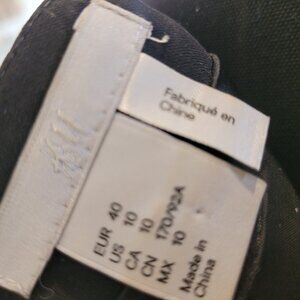 H&M
Fabriqué en
Chine
EUR 40
US 10
CA 10
CN 170/92A
MX 10
Made in
China